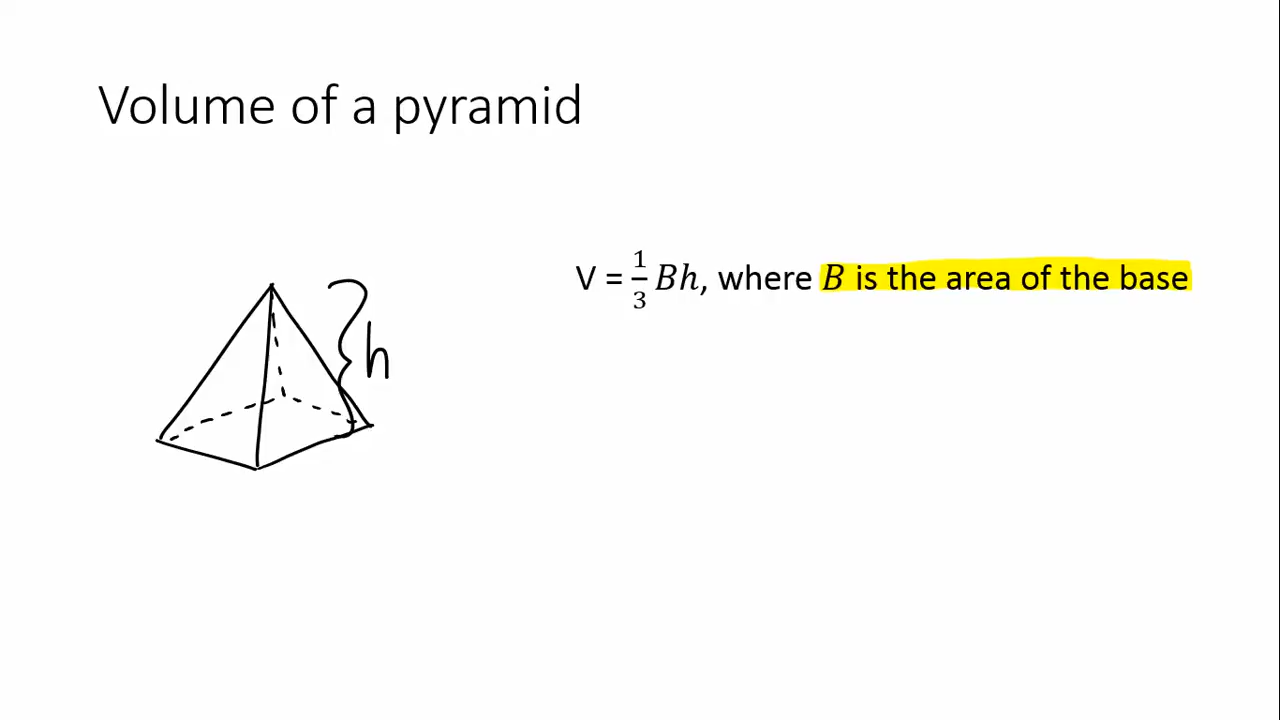 Volume of a pyramid
V = 1/3 Bh, where B is the area of the base
h